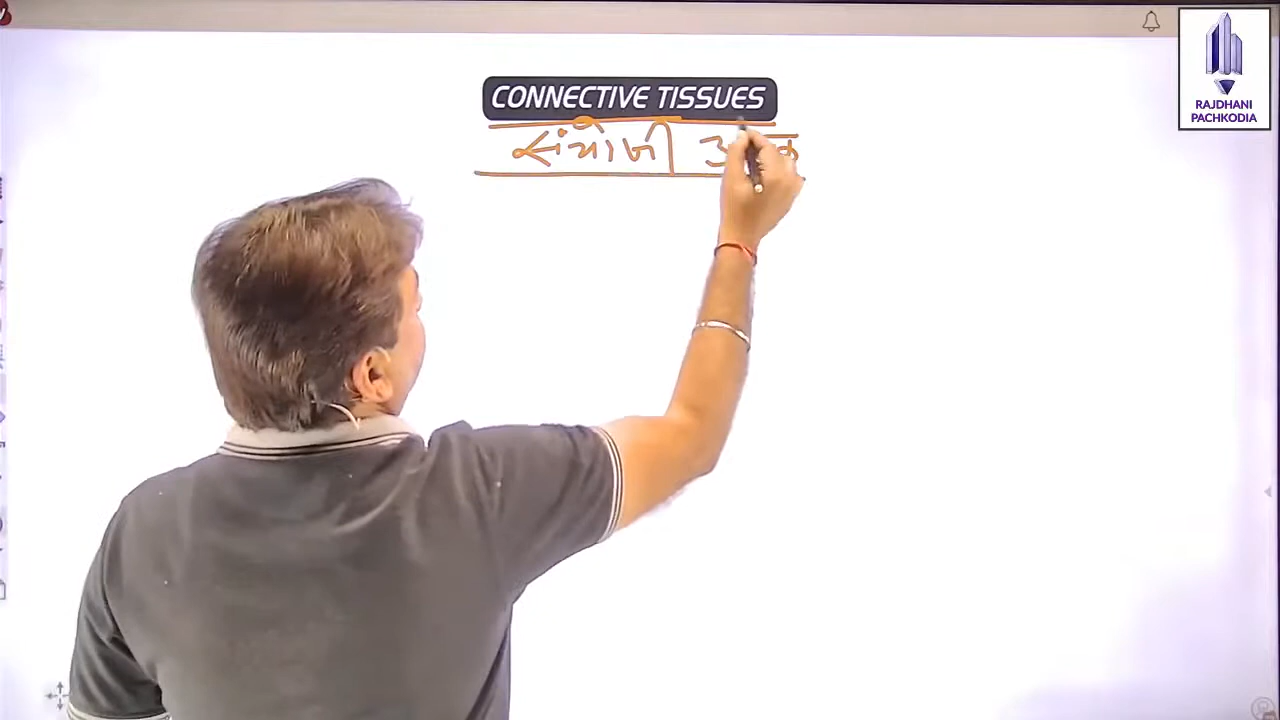 CONNECTIVE TISSUES
संयोजी
RAJDHANI
PACHKODIA